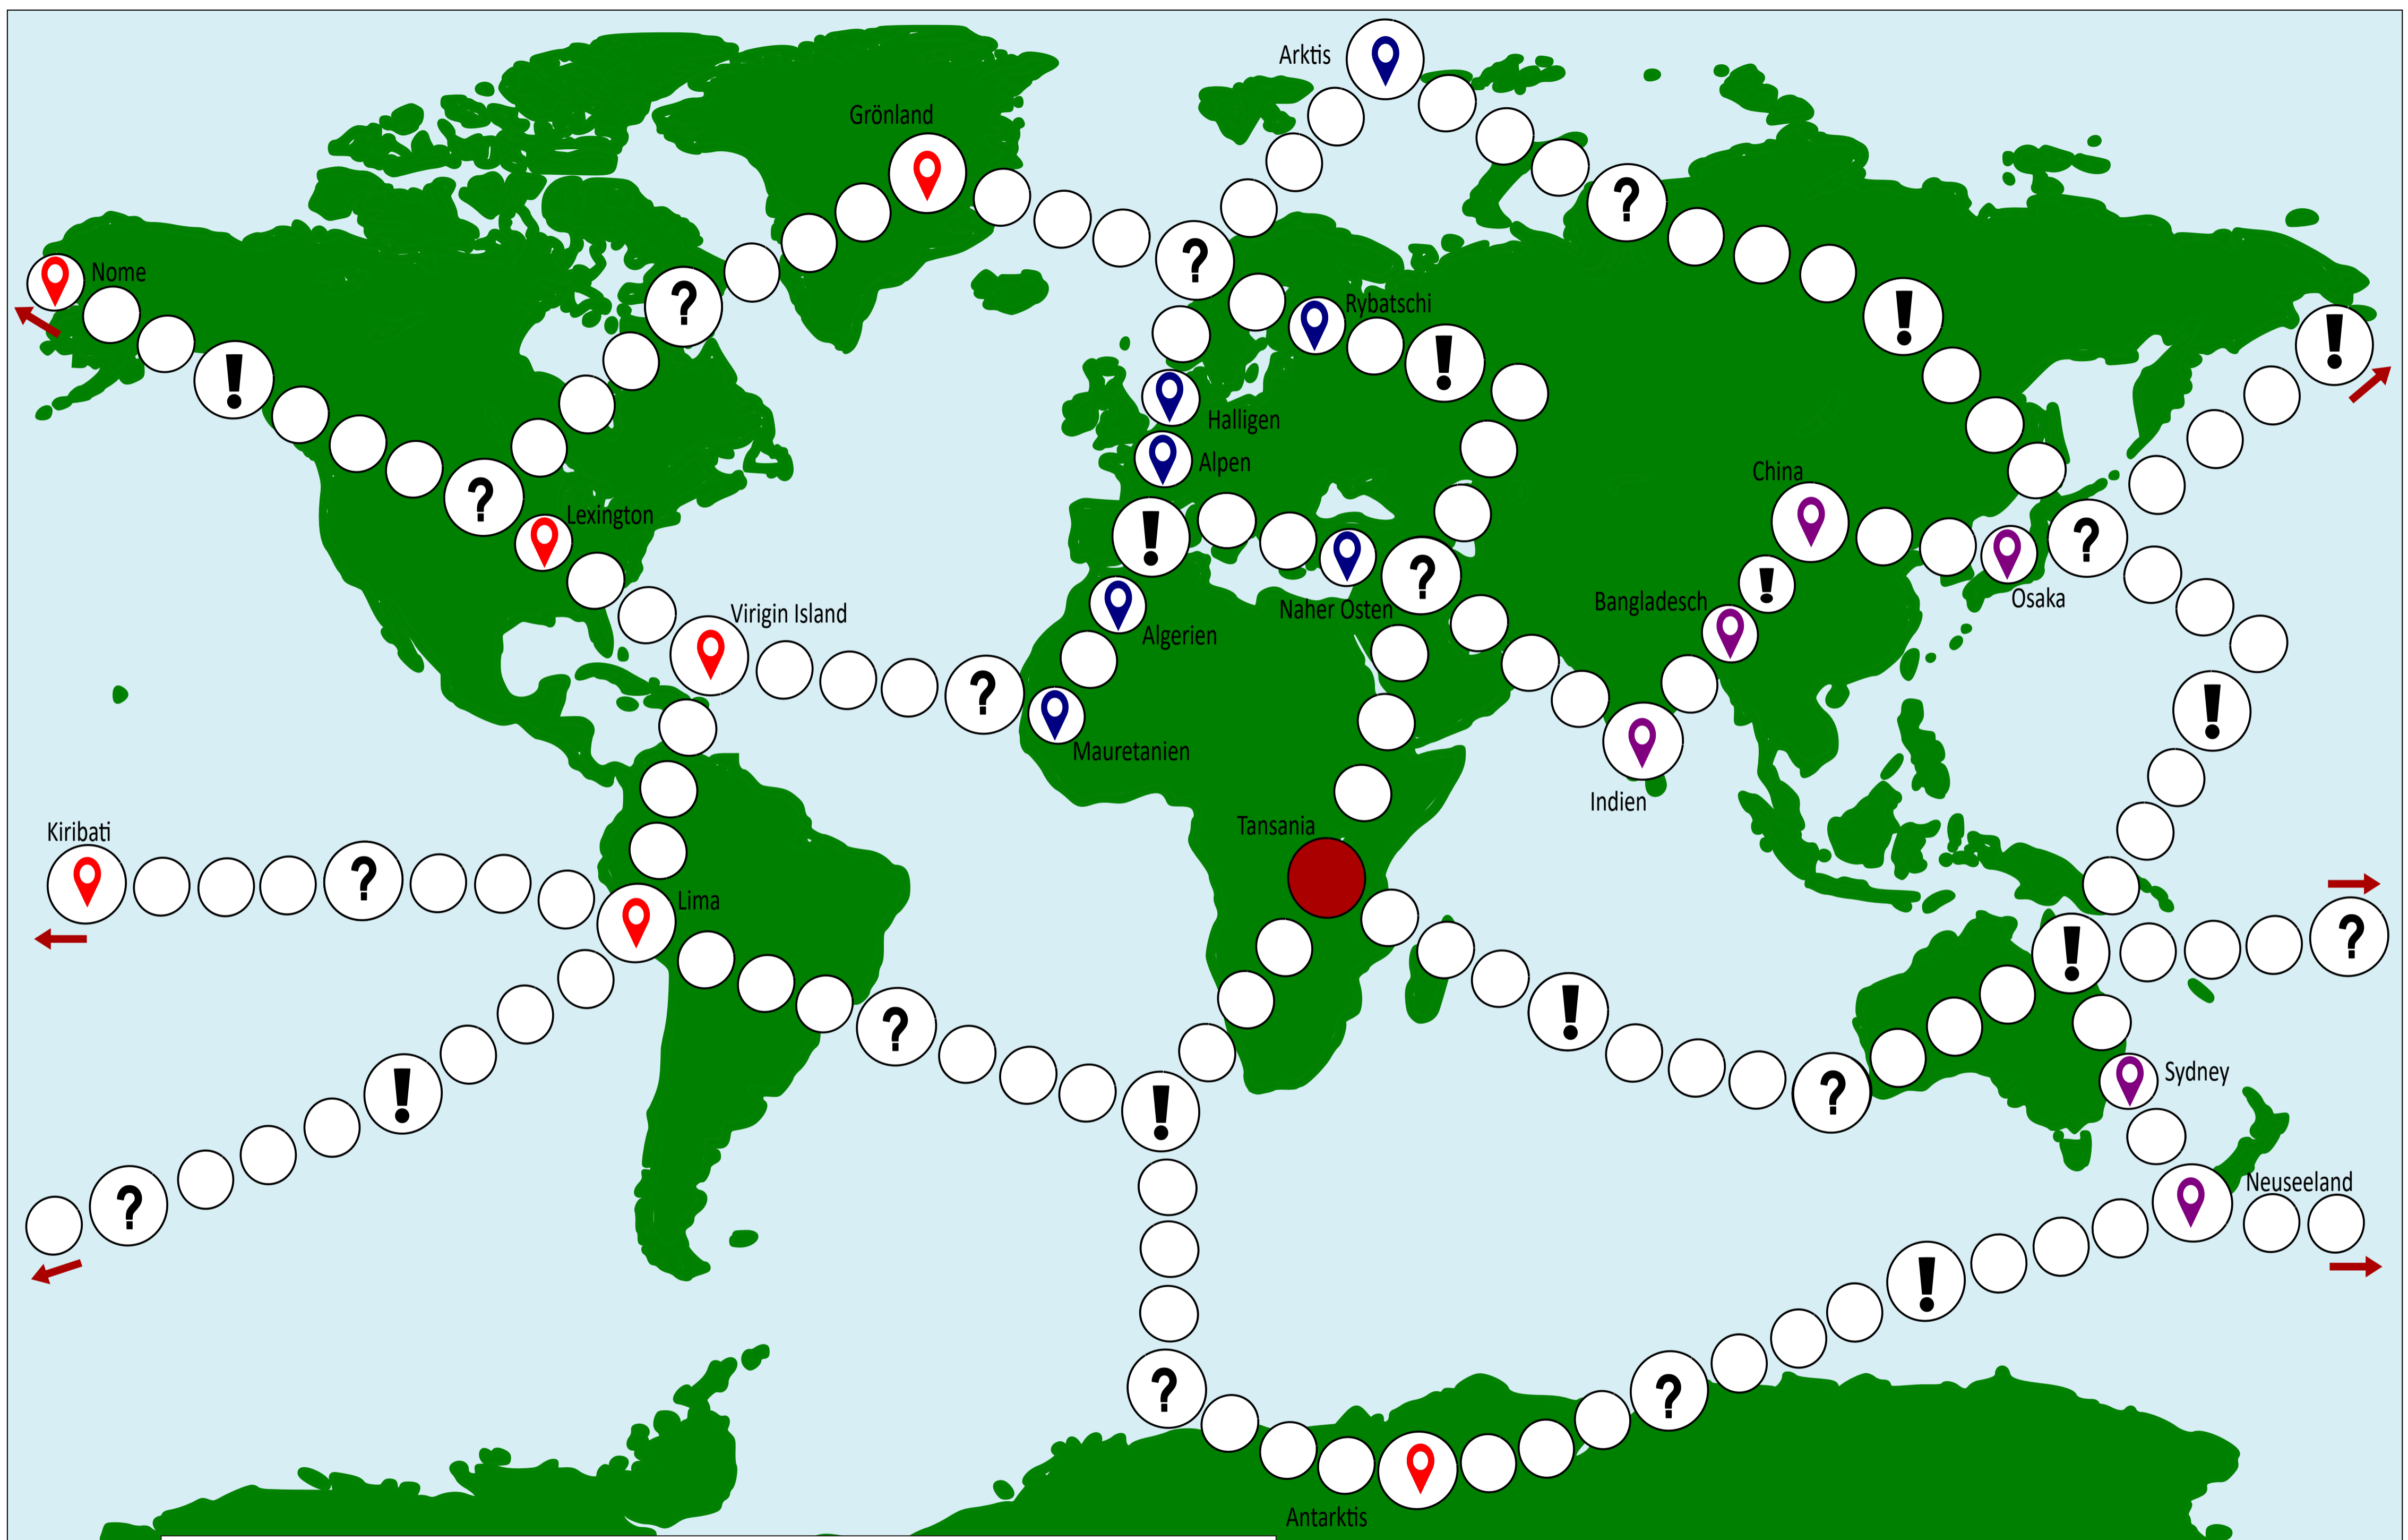 Arktis
Grönland
Nome
?
?
!
?
Rybatschi
!
!
!
Halligen
Alpen
China
?
Lexington
!
?
?
Osaka
Naher Osten
Bangladesch
!
Virigin Island
Algerien
?
Mauretanien
!
Indien
Kiribati
Tansania
?
Lima
!
?
?
!
!
?
!
Sydney
?
Neuseeland
!
?
?
Antarktis